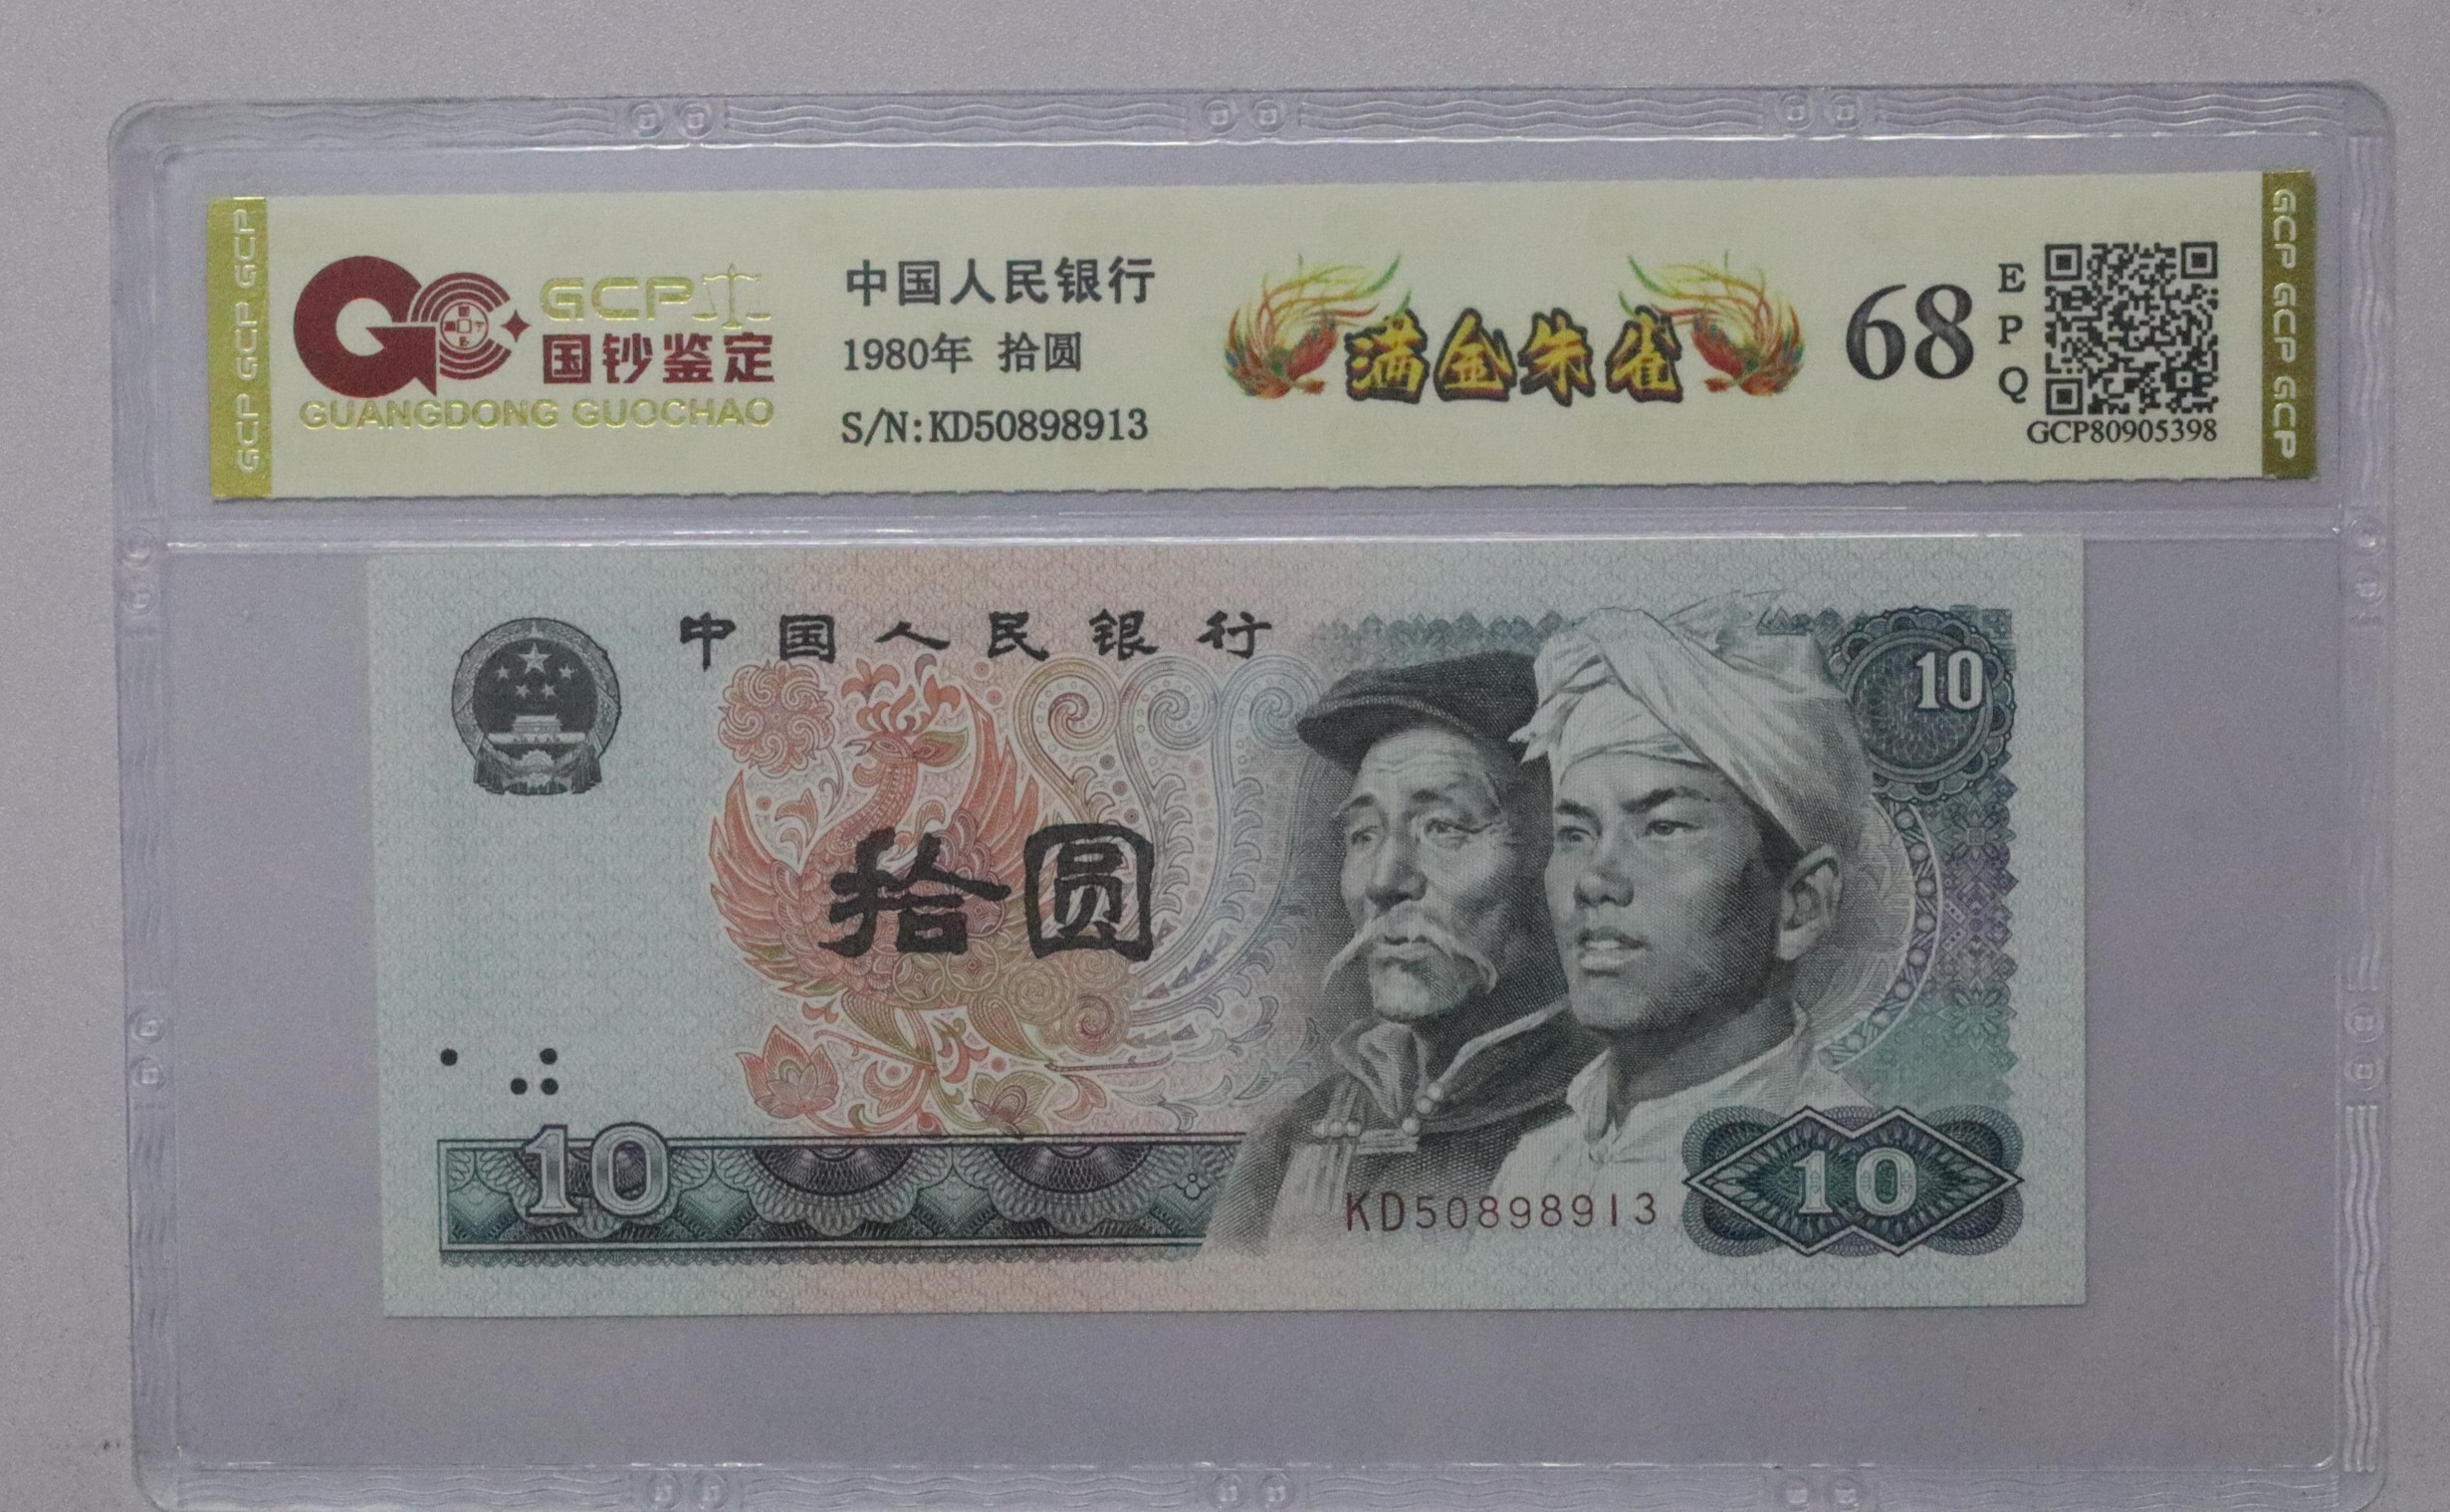 GCP GCP GCP
GCP
国钞鉴定
GUANGDONG GUOCHAO
中国人民银行
1980年 拾圆
S/N:KD50898913
满金朱雀
68
E
P
Q
GCP80905398
GCP GCP GCP
中国人民银行
10
拾圆
10
KD50898913
10